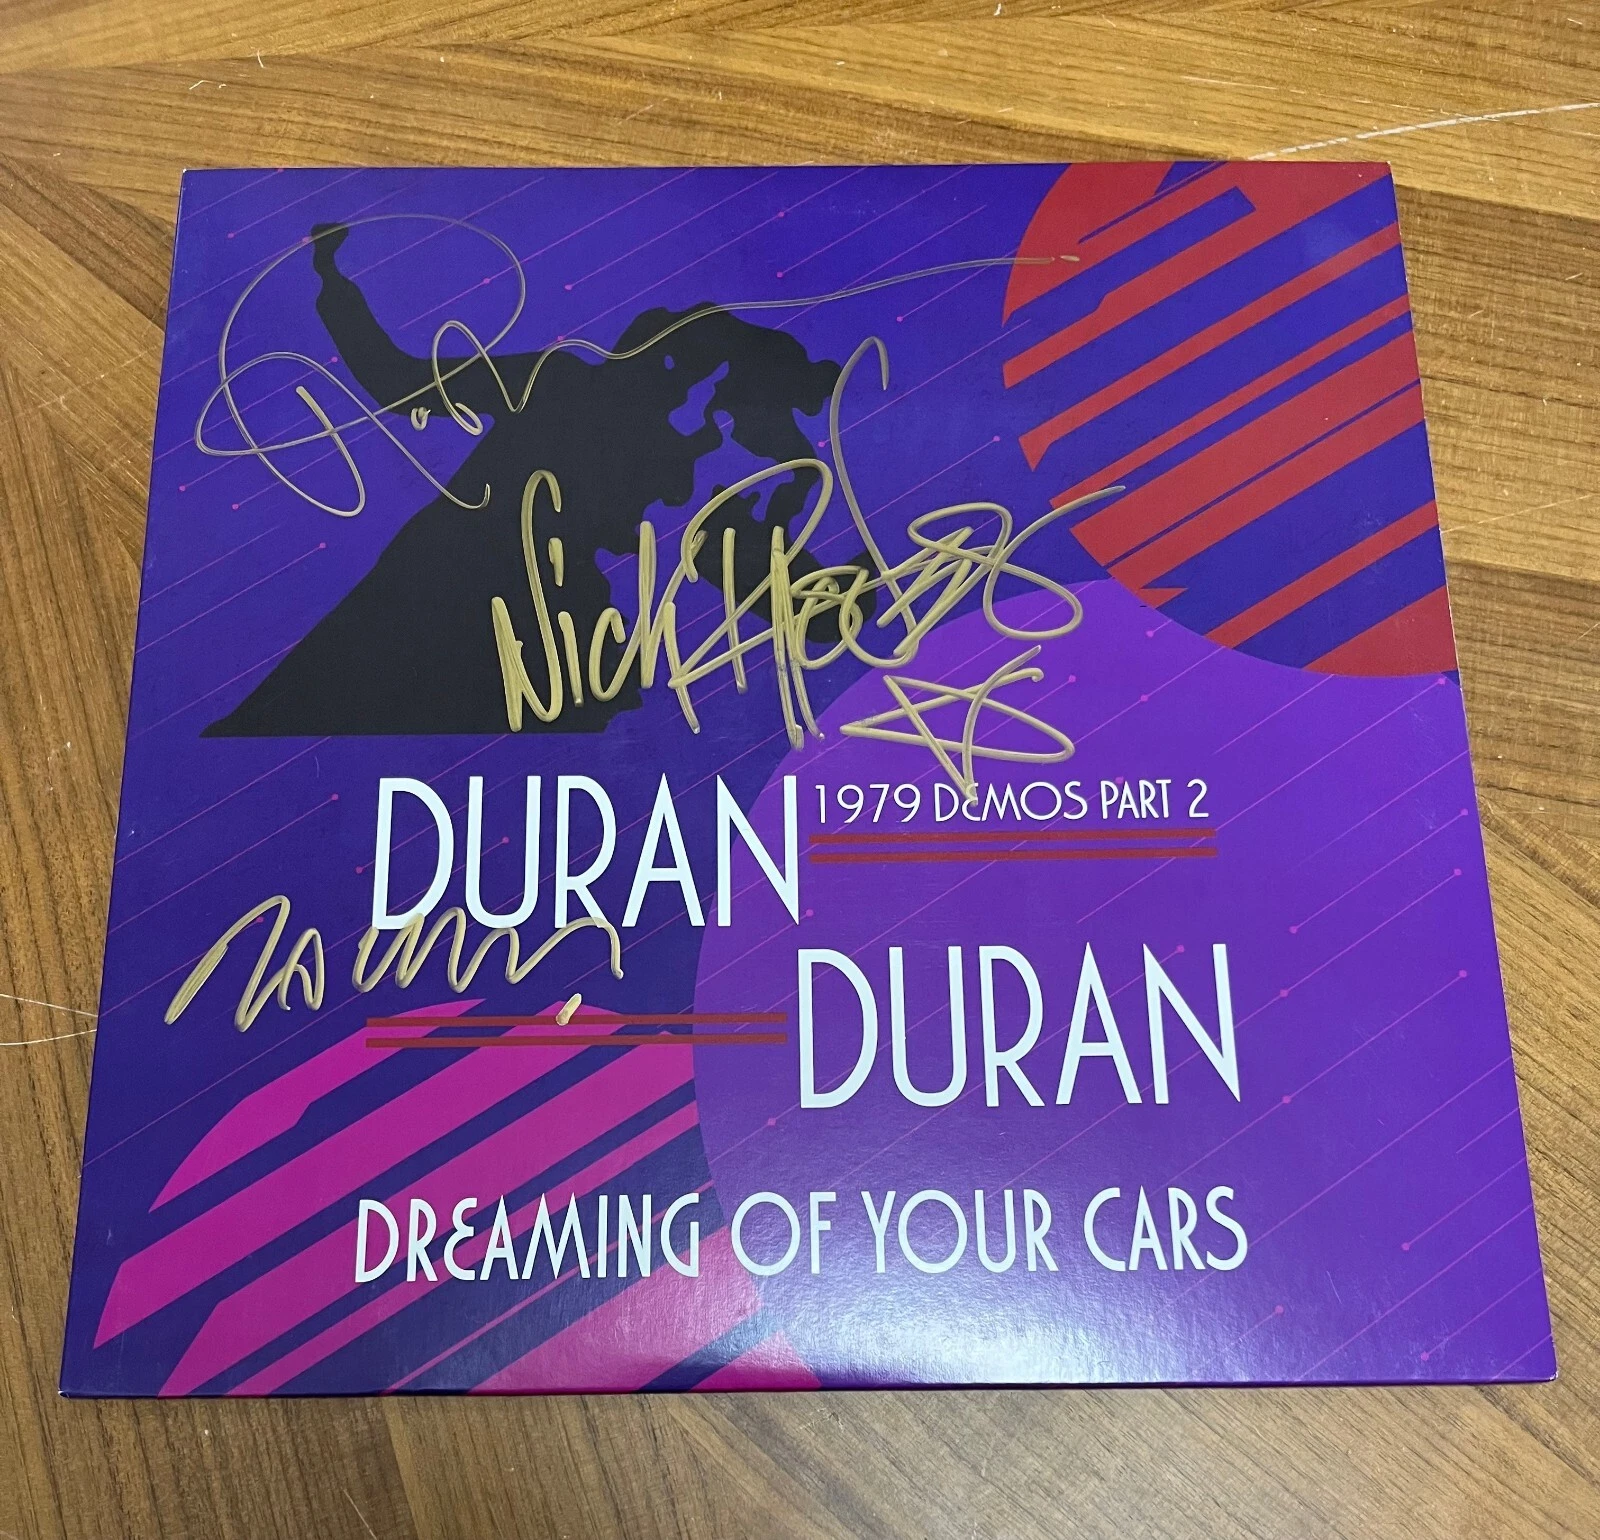 Nick Rhodes
DURAN 1979 DEMOS PART 2
DURAN
DREAMING OF YOUR CARS